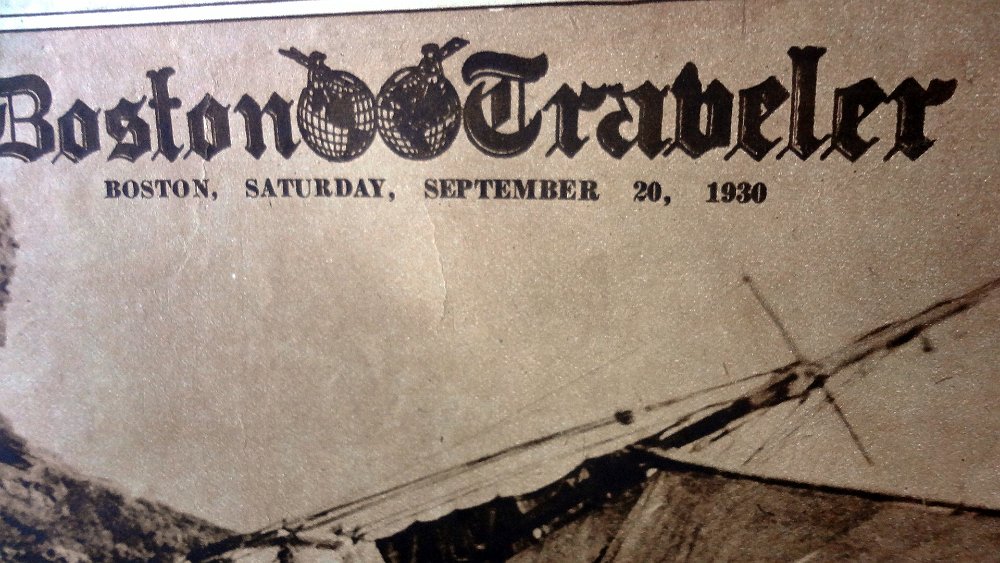 Boston Traveler
BOSTON, SATURDAY, SEPTEMBER 20, 1930